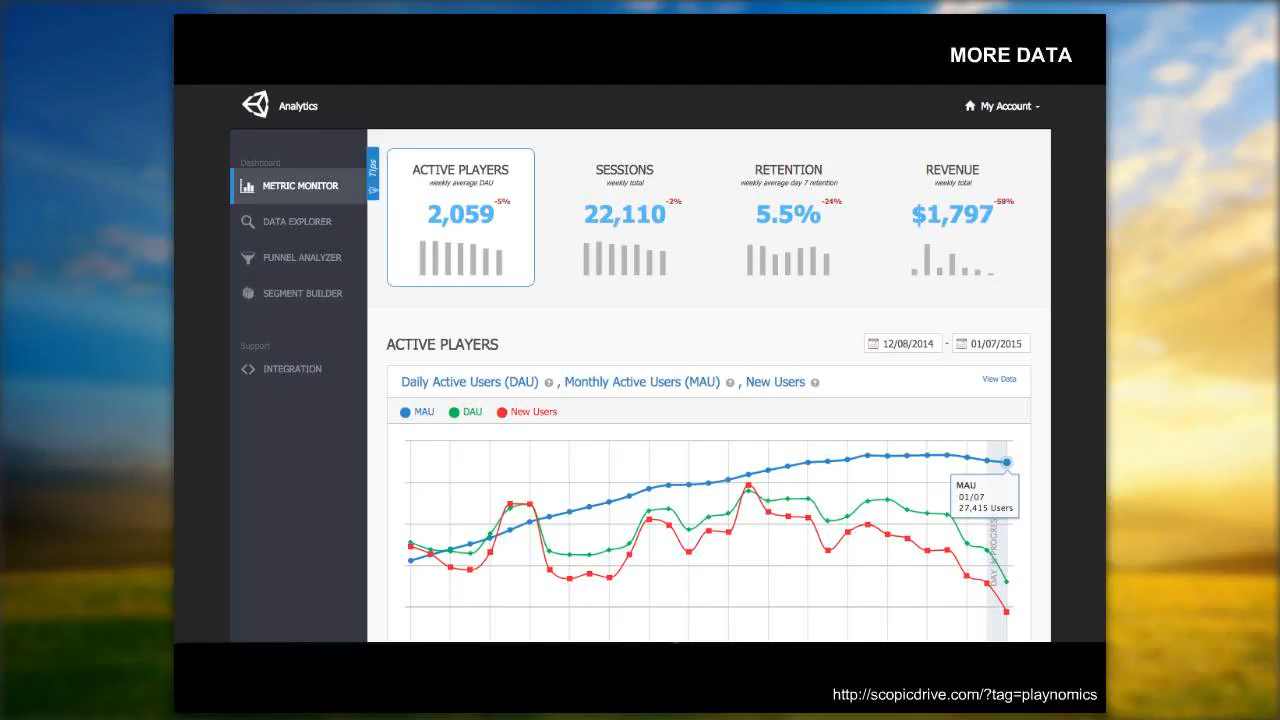 MORE DATA
Analytics
My Account
Dashboard
METRIC MONITOR
DATA EXPLORER
FUNNEL ANALYZER
SEGMENT BUILDER
Support
INTEGRATION
Tips
ACTIVE PLAYERS
weekly average DAU
2,059 -5%
SESSIONS
weekly total
22,110 -2%
RETENTION
weekly average day 7 retention
5.5% -24%
REVENUE
weekly total
$1,797 -58%
ACTIVE PLAYERS
12/08/2014 - 01/07/2015
Daily Active Users (DAU) ? , Monthly Active Users (MAU) ? , New Users ?
View Data
MAU DAU New Users
MAU
01/07
27,415 Users
DAY IN PROGRESS
http://scopicdrive.com/?tag=playnomics